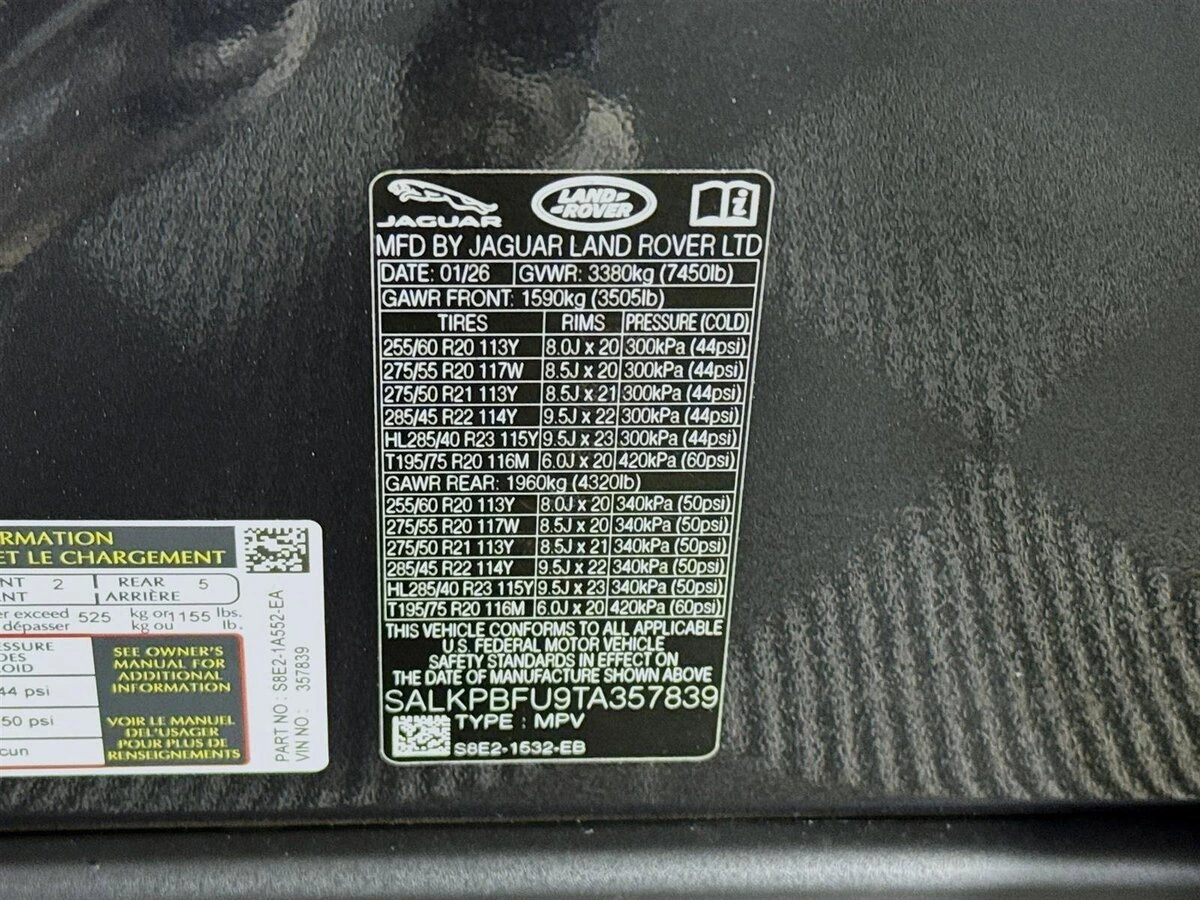 JAGUAR
LAND ROVER
i
MFD BY JAGUAR LAND ROVER LTD
DATE: 01/26 GVWR: 3380kg (7450lb)
GAWR FRONT: 1590kg (3505lb)
TIRES RIMS PRESSURE (COLD)
255/60 R20 113Y 8.0J x 20 300kPa (44psi)
275/55 R20 117W 8.5J x 20 300kPa (44psi)
275/50 R21 113Y 8.5J x 21 300kPa (44psi)
285/45 R22 114Y 9.5J x 22 300kPa (44psi)
HL285/40 R23 115Y 9.5J x 23 300kPa (44psi)
T195/75 R20 116M 6.0J x 20 420kPa (60psi)
GAWR REAR: 1960kg (4320lb)
255/60 R20 113Y 8.0J x 20 340kPa (50psi)
275/55 R20 117W 8.5J x 20 340kPa (50psi)
275/50 R21 113Y 8.5J x 21 340kPa (50psi)
285/45 R22 114Y 9.5J x 22 340kPa (50psi)
HL285/40 R23 115Y 9.5J x 23 340kPa (50psi)
T195/75 R20 116M 6.0J x 20 420kPa (60psi)
THIS VEHICLE CONFORMS TO ALL APPLICABLE
U.S. FEDERAL MOTOR VEHICLE
SAFETY STANDARDS IN EFFECT ON
THE DATE OF MANUFACTURE SHOWN ABOVE
SALKPBFU9TA357839
TYPE : MPV
S8E2-1532-EB
RMATION
ET LE CHARGEMENT
NT 2 REAR 5
ANT ARRIÈRE
er exceed 525 kg or 1155 lbs.
dépasser kg ou lb.
ESSURE
DES
OID
44 psi
50 psi
cun
SEE OWNER'S
MANUAL FOR
ADDITIONAL
INFORMATION
VOIR LE MANUEL
DEL'USAGER
POUR PLUS DE
RENSEIGNEMENTS
PART NO : S8E2-1A552-EA
VIN NO : 357839